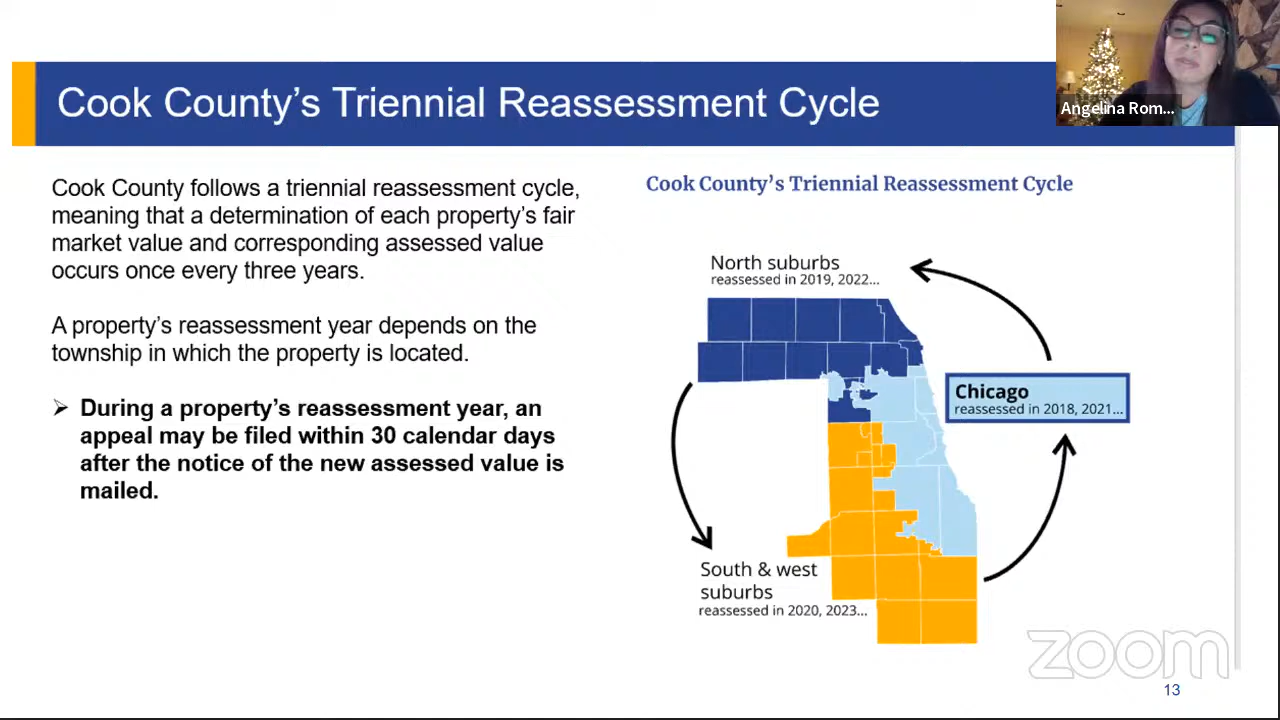 Cook County's Triennial Reassessment Cycle
Angelina Rom...
Cook County follows a triennial reassessment cycle,
meaning that a determination of each property's fair
market value and corresponding assessed value
occurs once every three years.
A property's reassessment year depends on the
township in which the property is located.
During a property's reassessment year, an
appeal may be filed within 30 calendar days
after the notice of the new assessed value is
mailed.
Cook County's Triennial Reassessment Cycle
North suburbs
reassessed in 2019, 2022...
Chicago
reassessed in 2018, 2021...
South & west
suburbs
reassessed in 2020, 2023...
zoom
13